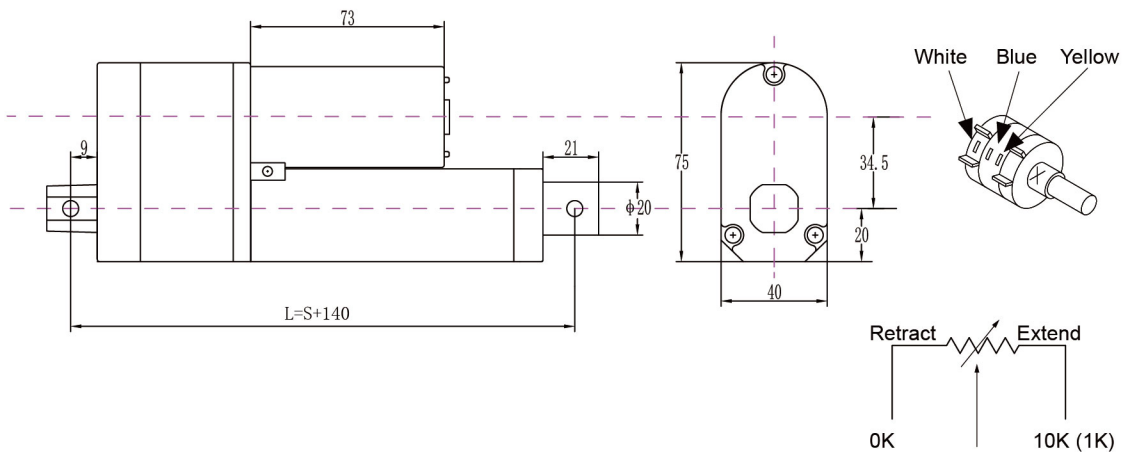 73
White Blue Yellow
9
21
75
34.5
ϕ20
20
L=S+140
40
Retract Extend
0K 10K (1K)